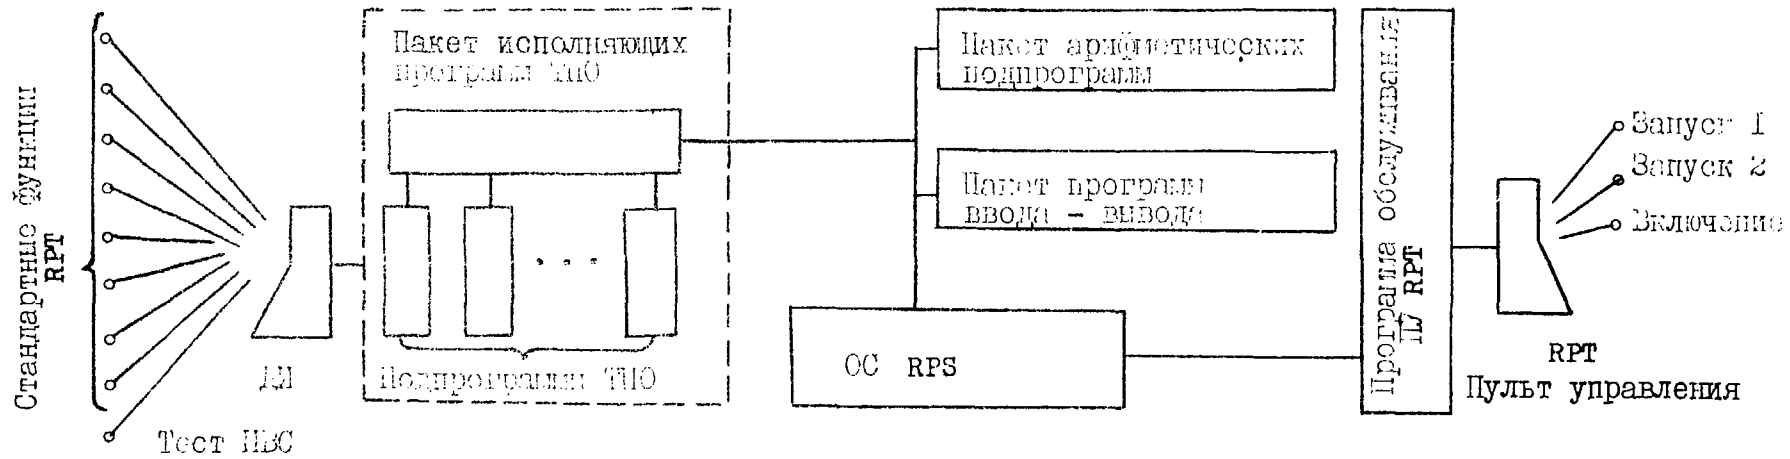 Стандартные функции
RPT
Тест ИВС
Пакет исполняющих
программ ТПО
Подпрограммы ТПО
Пакет арифметических
подпрограмм
Пакет программ
ввода - вывода
ОС RPS
Программа обслуживания
ПУ RPT
Запуск 1
Запуск 2
Включение
RPT
Пульт управления